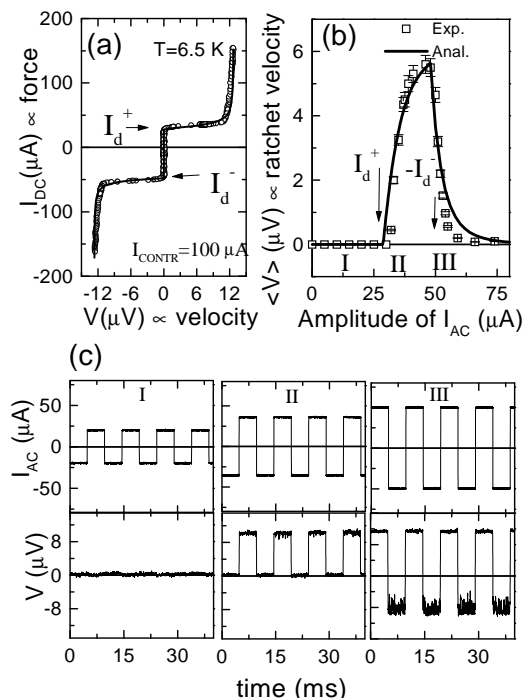 (a)
T=6.5 K
I_d^+
I_d^-
I_CONTR=100 μA
I_DC(μA) ∝ force
200
100
0
-100
-200
-12 -6 0 6 12
V(μV) ∝ velocity
(b)
Exp.
Anal.
I_d^+
-I_d^-
I II III
<V> (μV) ∝ ratchet velocity
6
4
2
0
0 25 50 75
Amplitude of I_AC (μA)
(c)
I II III
I_AC (μA)
50
0
-50
V (μV)
8
0
-8
0 15 30 0 15 30 0 15 30
time (ms)